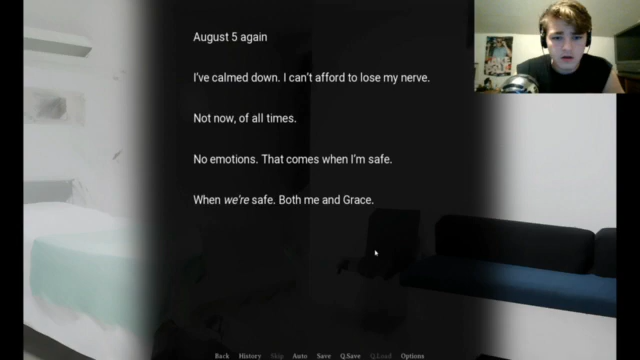 August 5 again
I've calmed down. I can't afford to lose my nerve.
Not now, of all times.
No emotions. That comes when I'm safe.
When we're safe. Both me and Grace.
Back History Skip Auto Save Q.Save Q.Load Options